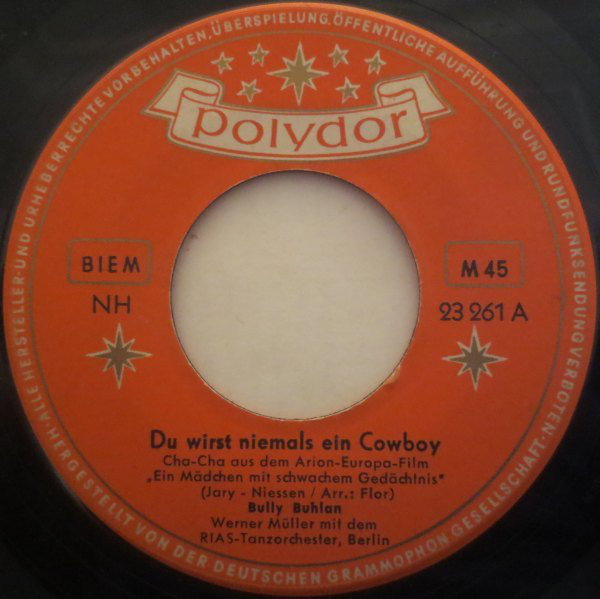 ALLE HERSTELLER- UND URHEBERRECHTE VORBEHALTEN. ÜBERSPIELUNG, ÖFFENTLICHE AUFFÜHRUNG UND RUNDFUNKSENDUNG VERBOTEN.
polydor
BIEM
M 45
NH
23 261 A
Du wirst niemals ein Cowboy
Cha-Cha aus dem Arion-Europa-Film
„Ein Mädchen mit schwachem Gedächtnis"
(Jary - Niessen / Arr.: Flor)
Bully Buhlan
Werner Müller mit dem
RIAS-Tanzorchester, Berlin
HERGESTELLT VON DER DEUTSCHEN GRAMMOPHON GESELLSCHAFT